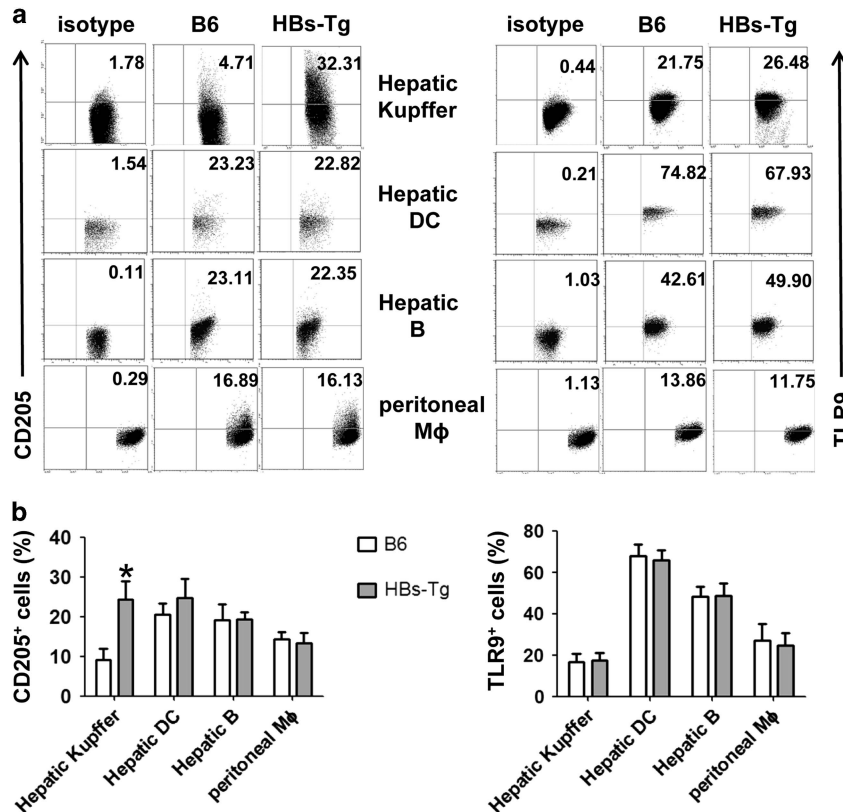 a
isotype B6 HBs-Tg isotype B6 HBs-Tg
1.78 4.71 32.31 Hepatic Kupffer 0.44 21.75 26.48
1.54 23.23 22.82 Hepatic DC 0.21 74.82 67.93
0.11 23.11 22.35 Hepatic B 1.03 42.61 49.90
0.29 16.89 16.13 peritoneal Mϕ 1.13 13.86 11.75
CD205
TLR9
b
CD205+ cells (%)
40
30
20
10
0
*
Hepatic Kupffer
Hepatic DC
Hepatic B
peritoneal Mϕ
B6
HBs-Tg
TLR9+ cells (%)
80
60
40
20
0
Hepatic Kupffer
Hepatic DC
Hepatic B
peritoneal Mϕ